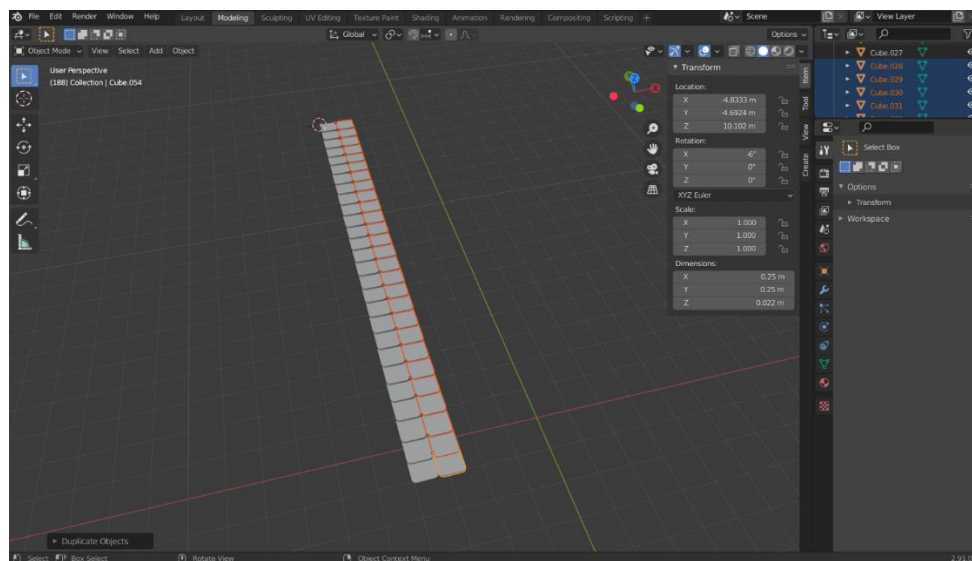 File Edit Render Window Help Layout Modeling Sculpting UV Editing Texture Paint Shading Animation Rendering Compositing Scripting + Scene View Layer
Global Options
Object Mode View Select Add Object
User Perspective
(188) Collection | Cube.054
Transform
Location:
X -4.8333 m
Y -4.6924 m
Z 10.102 m
Rotation:
X -6°
Y 0°
Z 0°
XYZ Euler
Scale:
X 1.000
Y 1.000
Z 1.000
Dimensions:
X 0.25 m
Y 0.25 m
Z 0.022 m
Item
Tool
View
Create
Cube.027
Cube.028
Cube.029
Cube.030
Cube.031
Select Box
Options
Transform
Workspace
Duplicate Objects
Select Box Select Rotate View Object Context Menu